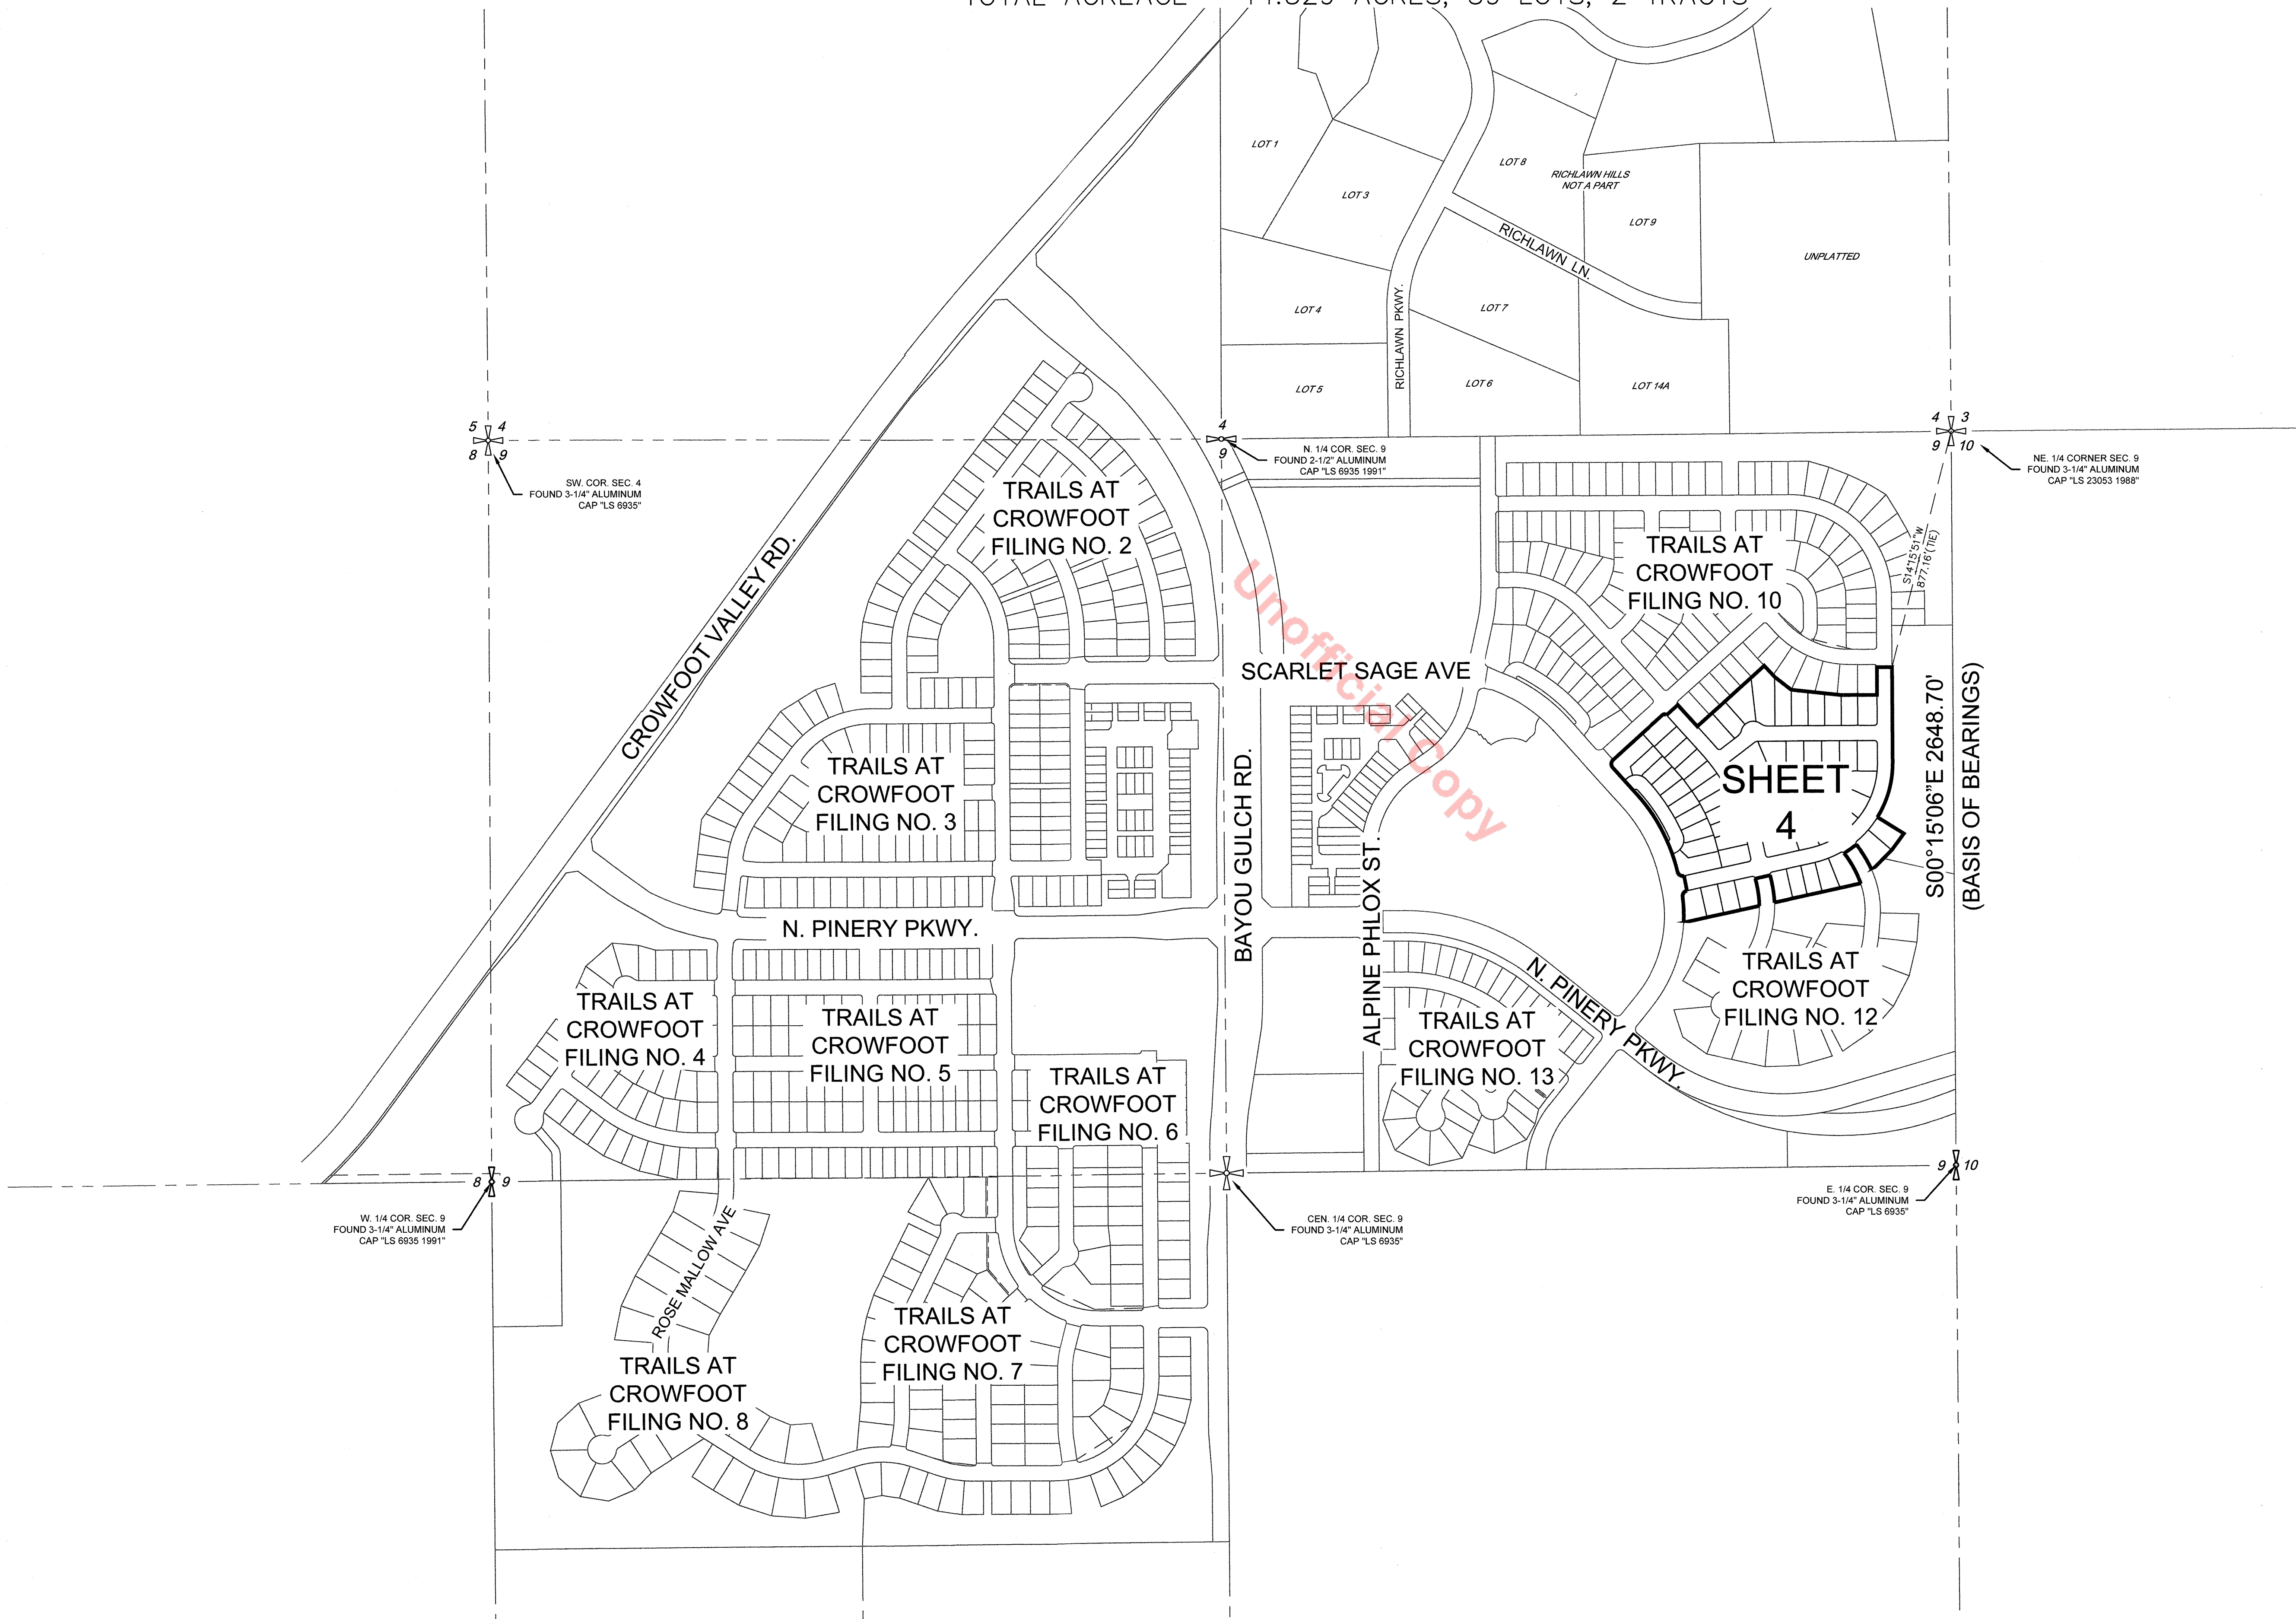 LOT 1
LOT 3
LOT 8
RICHLAWN HILLS
NOT A PART
LOT 9
RICHLAWN LN.
UNPLATTED
LOT 4
LOT 7
RICHLAWN PKWY.
LOT 5
LOT 6
LOT 14A
5 4
8 9
SW. COR. SEC. 4
FOUND 3-1/4" ALUMINUM
CAP "LS 6935"
4
9
N. 1/4 COR. SEC. 9
FOUND 2-1/2" ALUMINUM
CAP "LS 6935 1991"
4 3
9 10
NE. 1/4 CORNER SEC. 9
FOUND 3-1/4" ALUMINUM
CAP "LS 23053 1988"
TRAILS AT
CROWFOOT
FILING NO. 2
TRAILS AT
CROWFOOT
FILING NO. 10
S14°15'51"W
877.16'(TIE)
CROWFOOT VALLEY RD.
Unofficial Copy
SCARLET SAGE AVE
S00°15'06"E 2648.70'
(BASIS OF BEARINGS)
TRAILS AT
CROWFOOT
FILING NO. 3
SHEET
4
BAYOU GULCH RD.
ALPINE PHLOX ST.
N. PINERY PKWY.
N. PINERY PKWY.
TRAILS AT
CROWFOOT
FILING NO. 12
TRAILS AT
CROWFOOT
FILING NO. 4
TRAILS AT
CROWFOOT
FILING NO. 5
TRAILS AT
CROWFOOT
FILING NO. 13
TRAILS AT
CROWFOOT
FILING NO. 6
8 9
W. 1/4 COR. SEC. 9
FOUND 3-1/4" ALUMINUM
CAP "LS 6935 1991"
CEN. 1/4 COR. SEC. 9
FOUND 3-1/4" ALUMINUM
CAP "LS 6935"
9 10
E. 1/4 COR. SEC. 9
FOUND 3-1/4" ALUMINUM
CAP "LS 6935"
ROSE MALLOW AVE
TRAILS AT
CROWFOOT
FILING NO. 7
TRAILS AT
CROWFOOT
FILING NO. 8